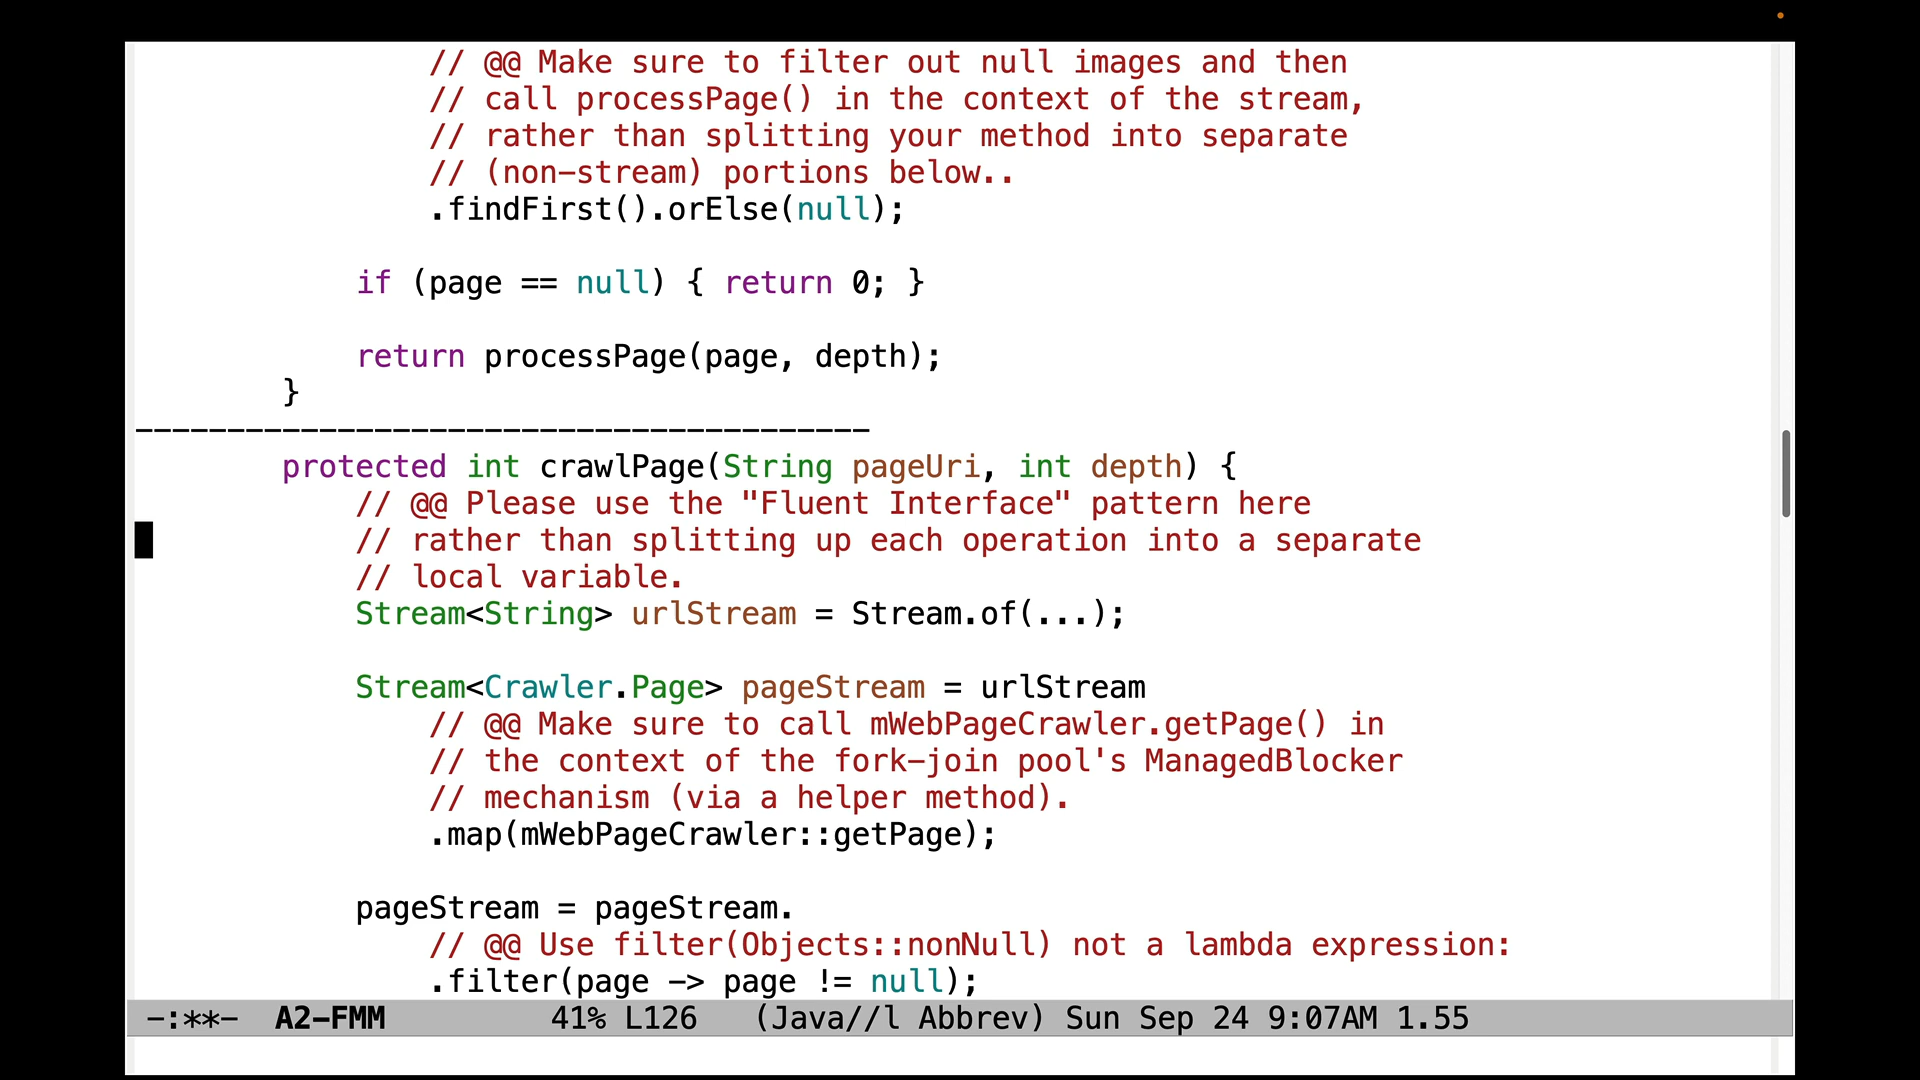 // @@ Make sure to filter out null images and then
// call processPage() in the context of the stream,
// rather than splitting your method into separate
// (non-stream) portions below..
.findFirst().orElse(null);
if (page == null) { return 0; }
return processPage(page, depth);
}
----------------------------------------
protected int crawlPage(String pageUri, int depth) {
// @@ Please use the "Fluent Interface" pattern here
// rather than splitting up each operation into a separate
// local variable.
Stream<String> urlStream = Stream.of(...);
Stream<Crawler.Page> pageStream = urlStream
// @@ Make sure to call mWebPageCrawler.getPage() in
// the context of the fork-join pool's ManagedBlocker
// mechanism (via a helper method).
.map(mWebPageCrawler::getPage);
pageStream = pageStream.
// @@ Use filter(Objects::nonNull) not a lambda expression:
.filter(page -> page != null);
-:**- A2-FMM 41% L126 (Java//l Abbrev) Sun Sep 24 9:07AM 1.55